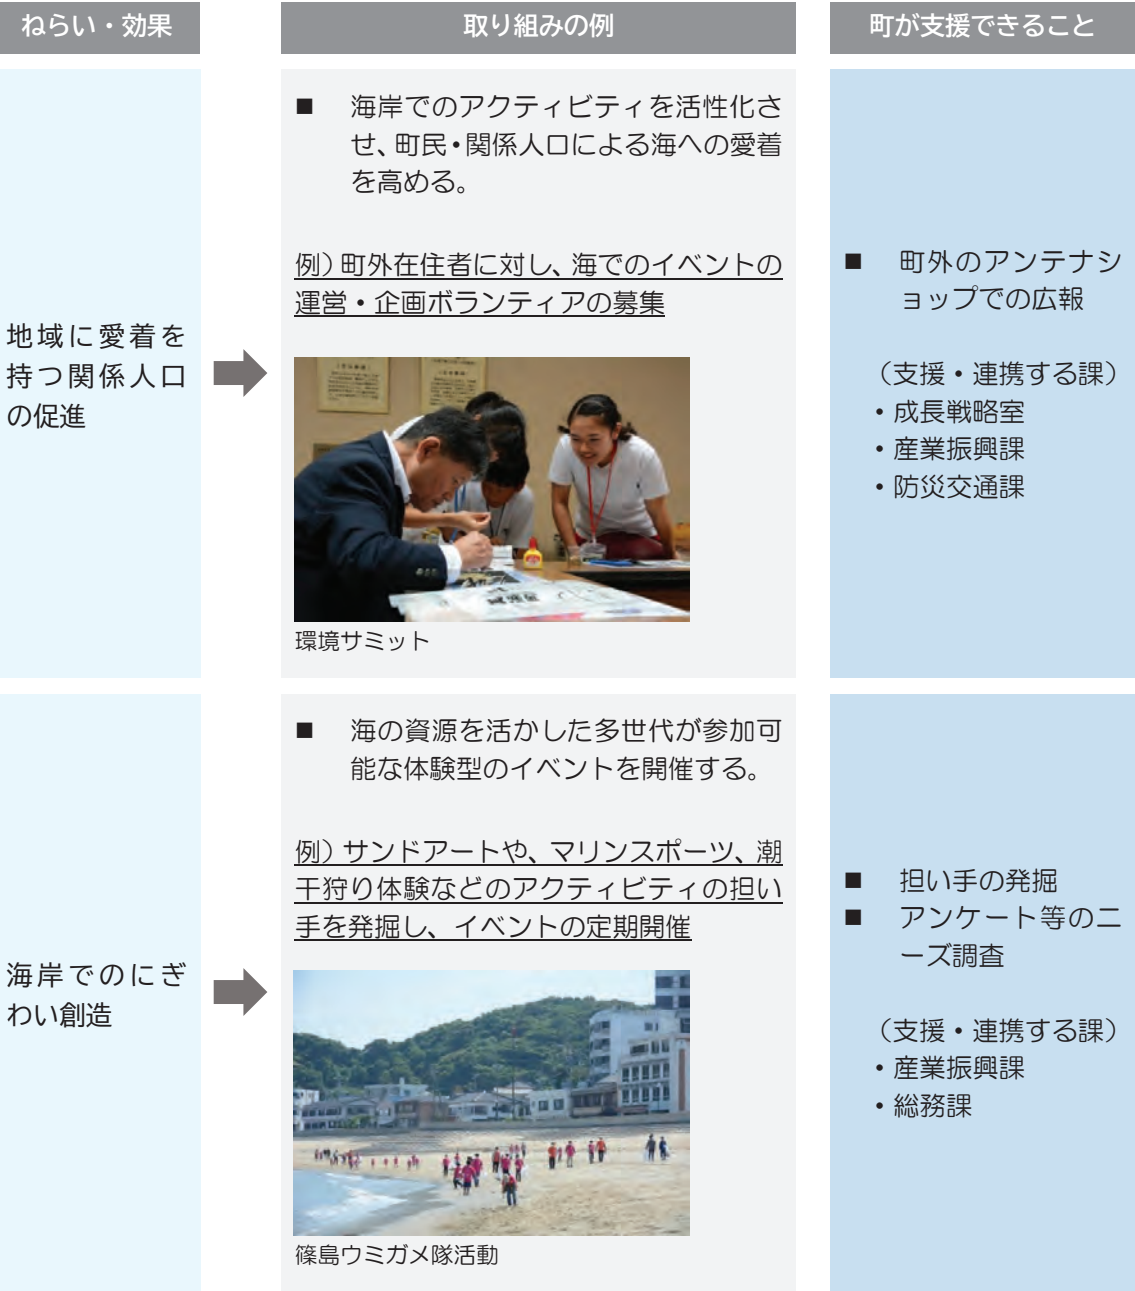 ねらい・効果
取り組みの例
町が支援できること
地域に愛着を
持つ関係人口
の促進
■ 海岸でのアクティビティを活性化さ
せ、町民・関係人口による海への愛着
を高める。
例）町外在住者に対し、海でのイベントの
運営・企画ボランティアの募集
環境サミット
■ 町外のアンテナシ
ョップでの広報
（支援・連携する課）
・成長戦略室
・産業振興課
・防災交通課
海岸でのにぎ
わい創造
■ 海の資源を活かした多世代が参加可
能な体験型のイベントを開催する。
例）サンドアートや、マリンスポーツ、潮
干狩り体験などのアクティビティの担い
手を発掘し、イベントの定期開催
篠島ウミガメ隊活動
■ 担い手の発掘
■ アンケート等のニ
ーズ調査
（支援・連携する課）
・産業振興課
・総務課